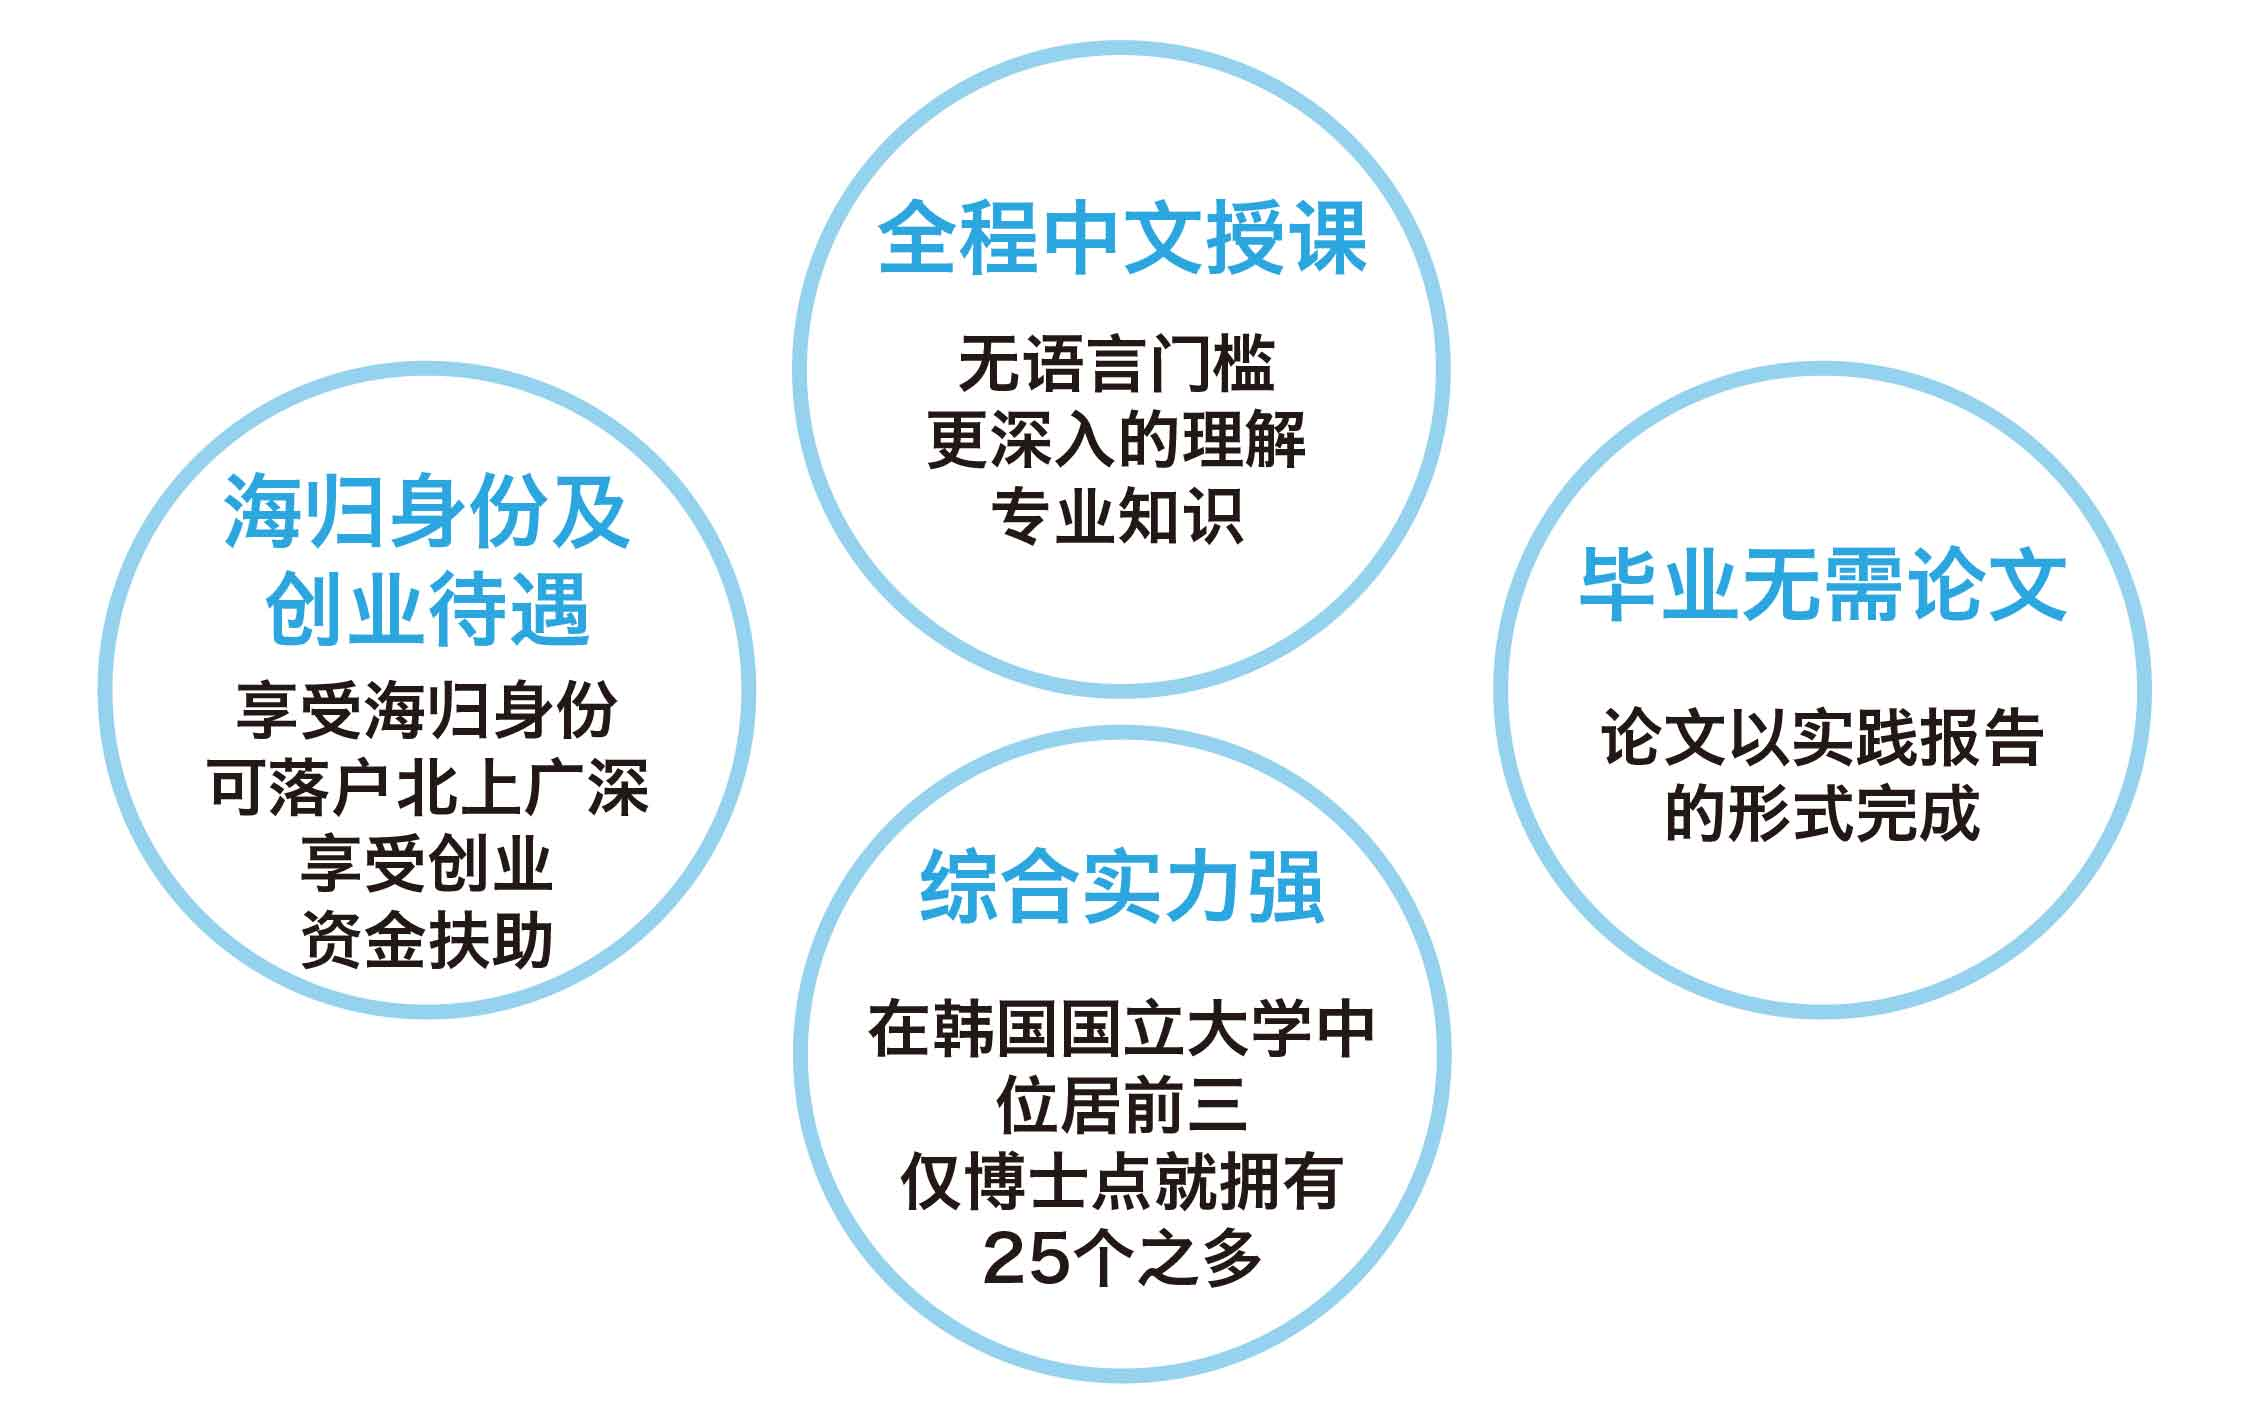 全程中文授课
无语言门槛
更深入的理解
专业知识
海归身份及
创业待遇
享受海归身份
可落户北上广深
享受创业
资金扶助
毕业无需论文
论文以实践报告
的形式完成
综合实力强
在韩国国立大学中
位居前三
仅博士点就拥有
25个之多